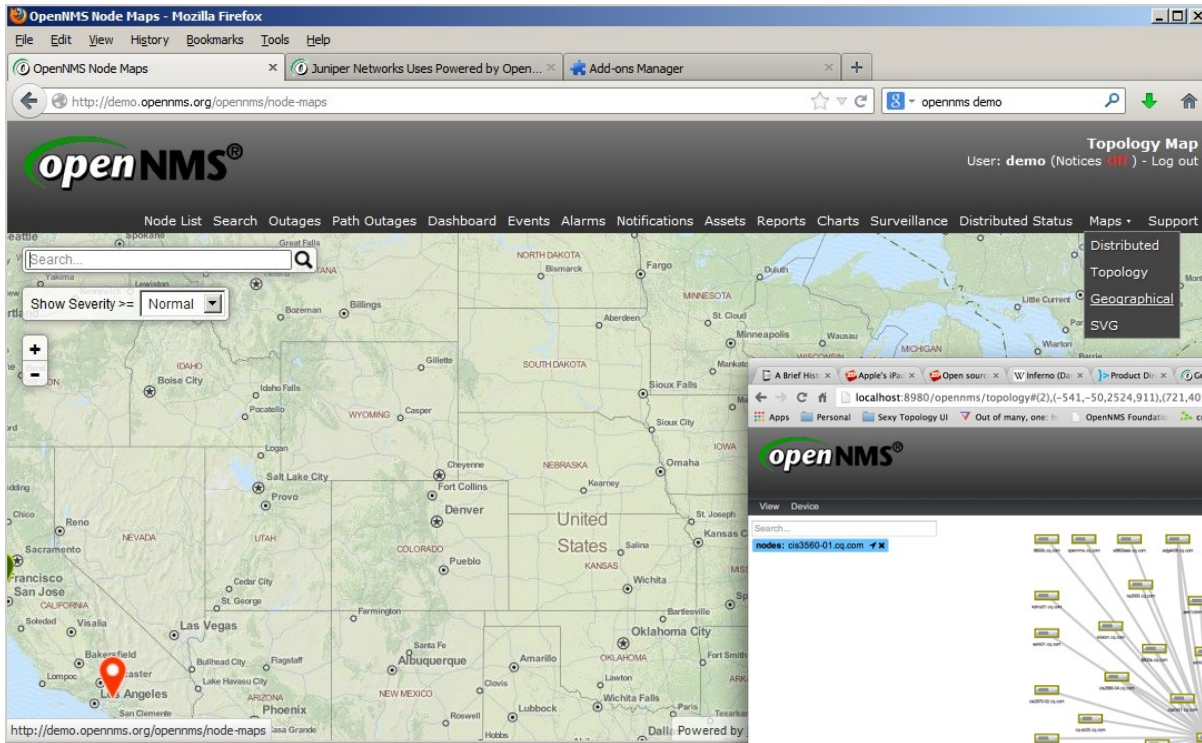 OpenNMS Node Maps - Mozilla Firefox
File Edit View History Bookmarks Tools Help
OpenNMS Node Maps × Juniper Networks Uses Powered by Open... × Add-ons Manager × +
http://demo.opennms.org/opennms/node-maps
opennms demo
openNMS®
Topology Map
User: demo (Notices Off) - Log out
Node List Search Outages Path Outages Dashboard Events Alarms Notifications Assets Reports Charts Surveillance Distributed Status Maps Support
Distributed
Topology
Geographical
SVG
Search...
Show Severity >= Normal
+
-
Spokane
Great Falls
NORTH DAKOTA
Bismarck
Fargo
Duluth
Yakima
Lewiston
MINNESOTA
Little Current
Bozeman
Billings
Aberdeen
St. Cloud
Minneapolis
Wausau
Wiarton
MICHIGAN
IDAHO
Boise City
Gillette
SOUTH DAKOTA
Idaho Falls
Sioux Falls
Pocatello
WYOMING
Casper
Sioux City
Logan
IOWA
Salt Lake City
Cheyenne
NEBRASKA
Omaha
Provo
Fort Collins
Kearney
Denver
Chico
Reno
United States
St. Joseph
NEVADA
UTAH
COLORADO
Salina
Kansas C
Sacramento
Pueblo
KANSAS
San Jose
Cedar City
Wichita
CALIFORNIA
St. George
Farmington
Bartlesville
Soledad
Visalia
Las Vegas
Oklahoma City
Santa Fe
Bakersfield
Bullhead City
Flagstaff
Albuquerque
Amarillo
OKLAHOMA
Fort Smith
Lompoc
Lake Havasu City
Lawton
Los Angeles
ARIZONA
NEW MEXICO
Clovis
Wichita Falls
San Clemente
Phoenix
Lubbock
Paris
Roswell
Hobbs
Casa Grande
Powered by
http://demo.opennms.org/opennms/node-maps
A Brief Hist × Apple's iPad × Open sourc × Inferno (Da × Product Dir ×
localhost:8980/opennms/topology#(2),(-541,-50,2524,911),(721,40
Apps Personal Sexy Topology UI Out of many, one: OpenNMS Foundatio
openNMS®
View Device
Search...
nodes: cis3560-01.cq.com